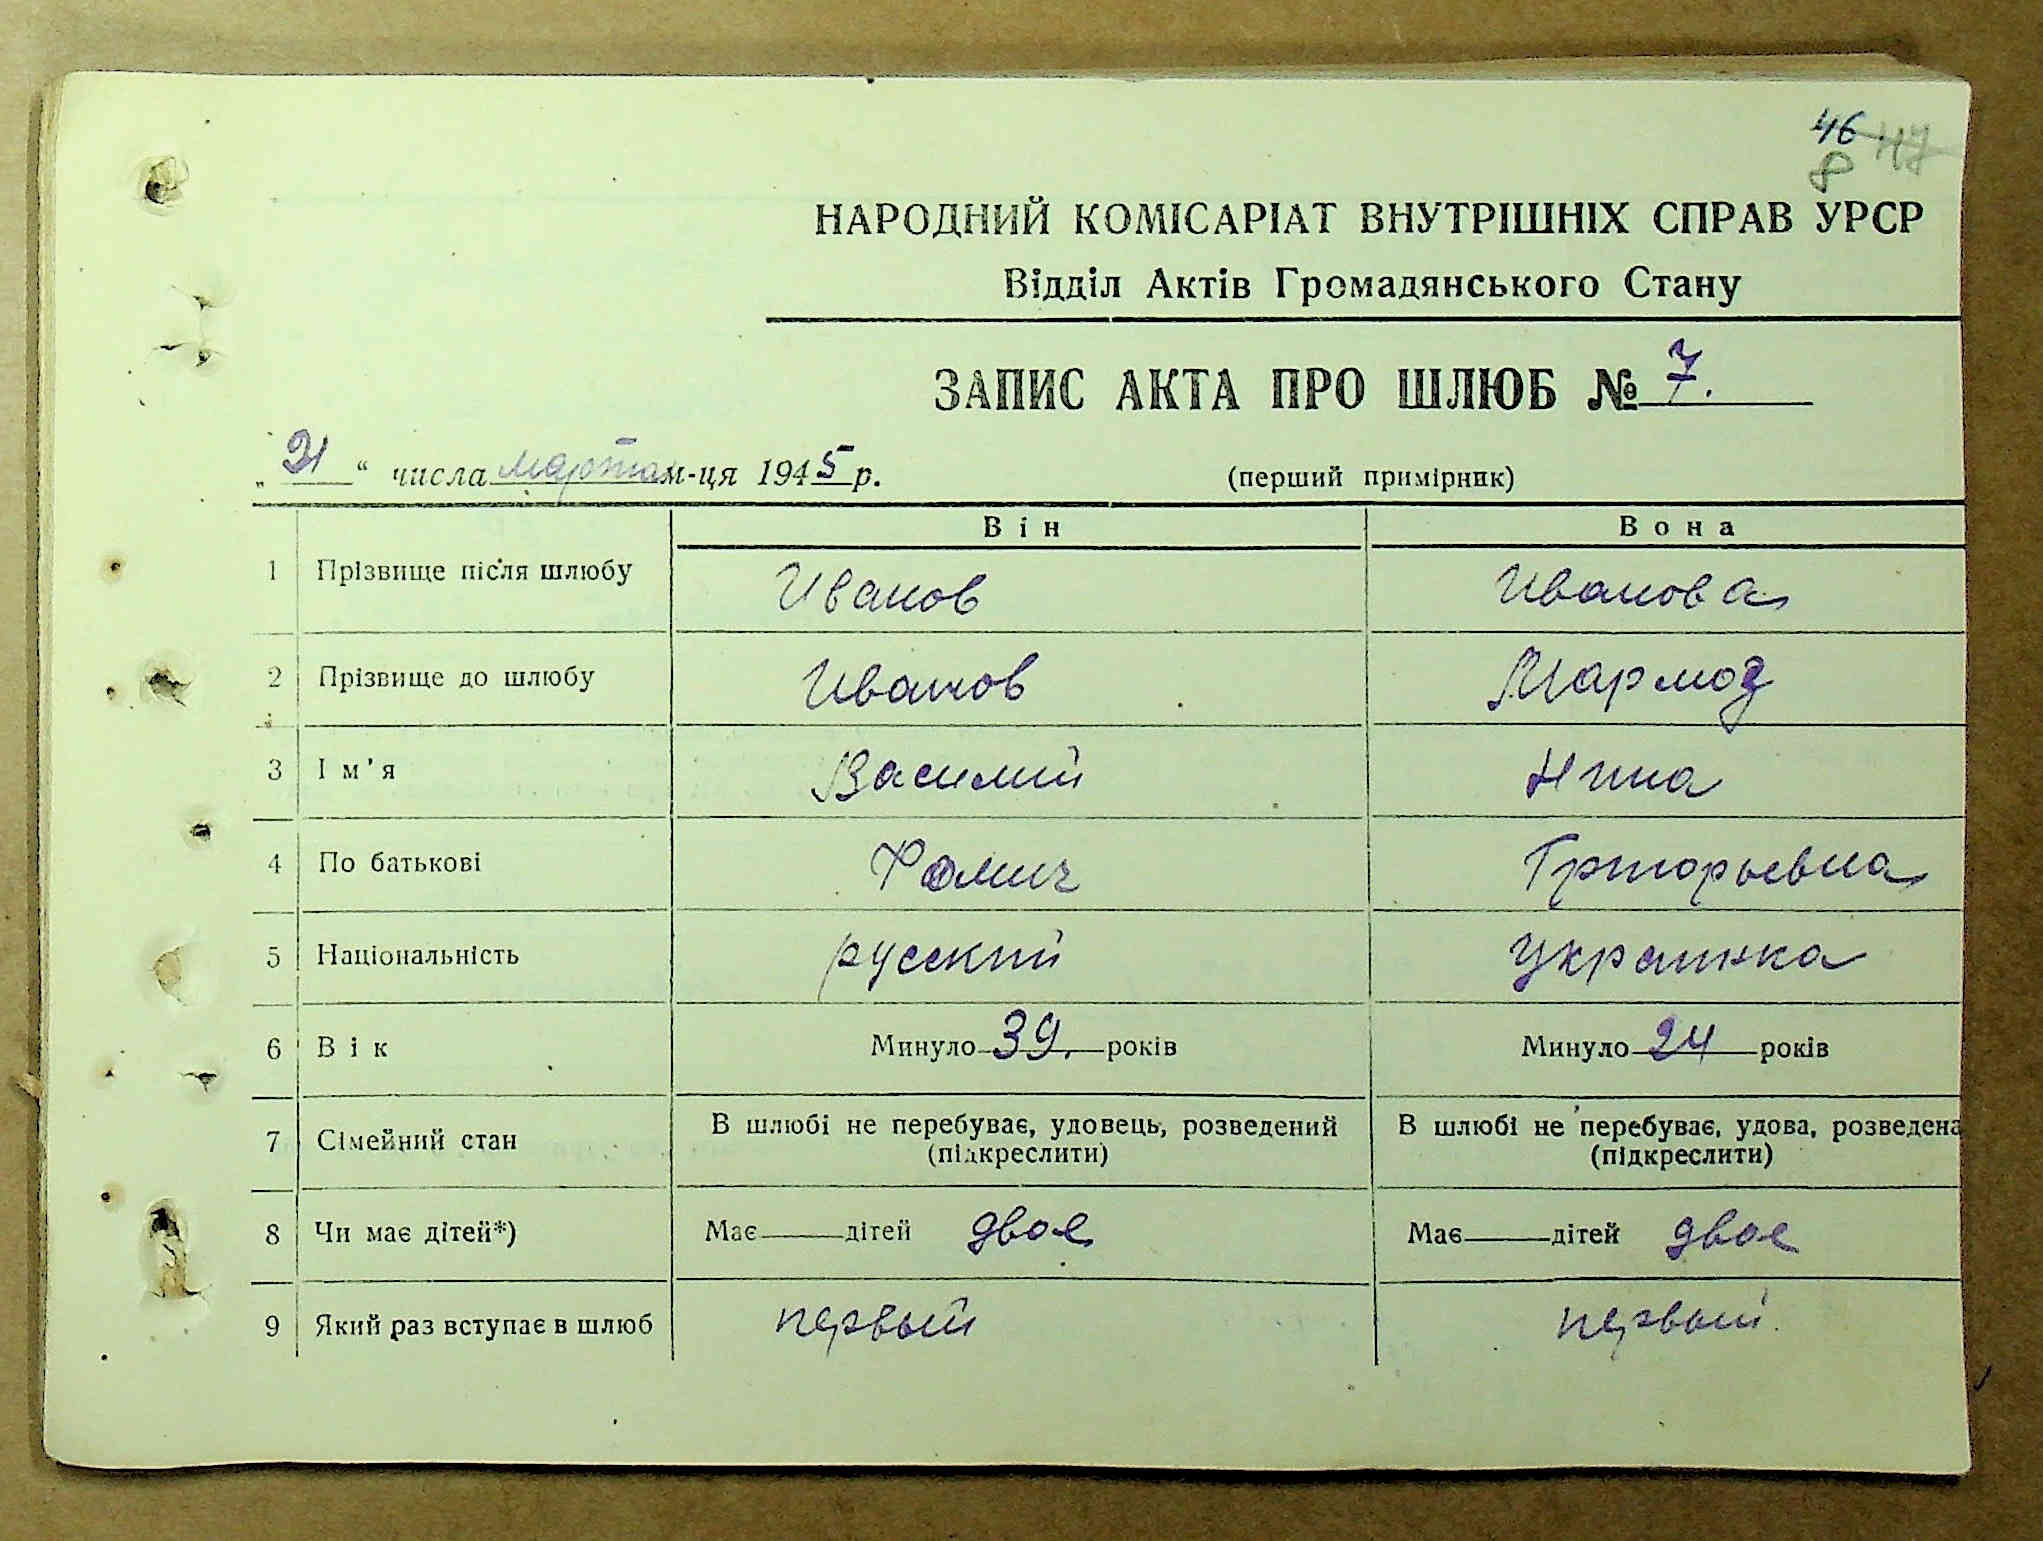 46 47
8
НАРОДНИЙ КОМІСАРІАТ ВНУТРІШНІХ СПРАВ УРСР
Відділ Актів Громадянського Стану
ЗАПИС АКТА ПРО ШЛЮБ № 7.
„ 21 “ числа марта м-ця 1945 р. (перший примірник)
Він Вона
1 Прізвище після шлюбу Иванов Иванова
2 Прізвище до шлюбу Иванов Мармоз
3 Ім'я Василий Нина
4 По батькові Фомич Григорьевна
5 Національність русский украинка
6 Вік Минуло 39. років Минуло 24 років
7 Сімейний стан В шлюбі не перебуває, удовець, розведений В шлюбі не перебуває, удова, розведена
(підкреслити) (підкреслити)
8 Чи має дітей*) Має дітей двое Має дітей двое
9 Який раз вступає в шлюб первый первый